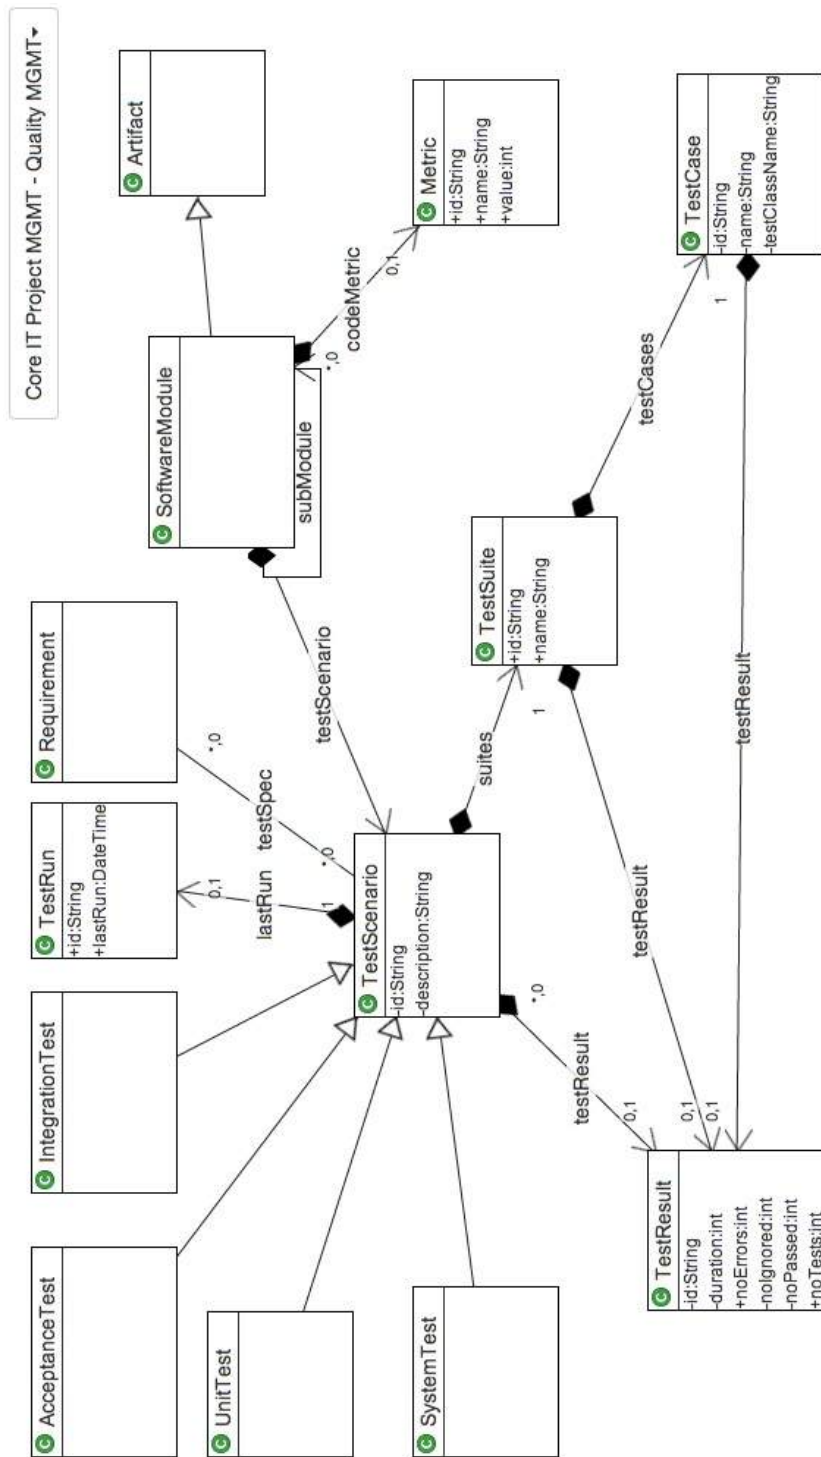 Core IT Project MGMT - Quality MGMT
AcceptanceTest
IntegrationTest
TestRun
+id:String
+lastRun:DateTime
Requirement
Artifact
SoftwareModule
UnitTest
0,1
*,0
lastRun
testSpec
testScenario
subModule
*,0
1
*,0
codeMetric
0,1
TestScenario
-id:String
-description:String
SystemTest
Metric
+id:String
+name:String
+value:int
suites
TestSuite
+id:String
+name:String
*,0
1
testResult
0,1
testCases
testResult
0,1
0,1
1
TestResult
-id:String
-duration:int
+noErrors:int
-noIgnored:int
-noPassed:int
+noTests:int
TestCase
-id:String
-name:String
-testClassName:String
testResult